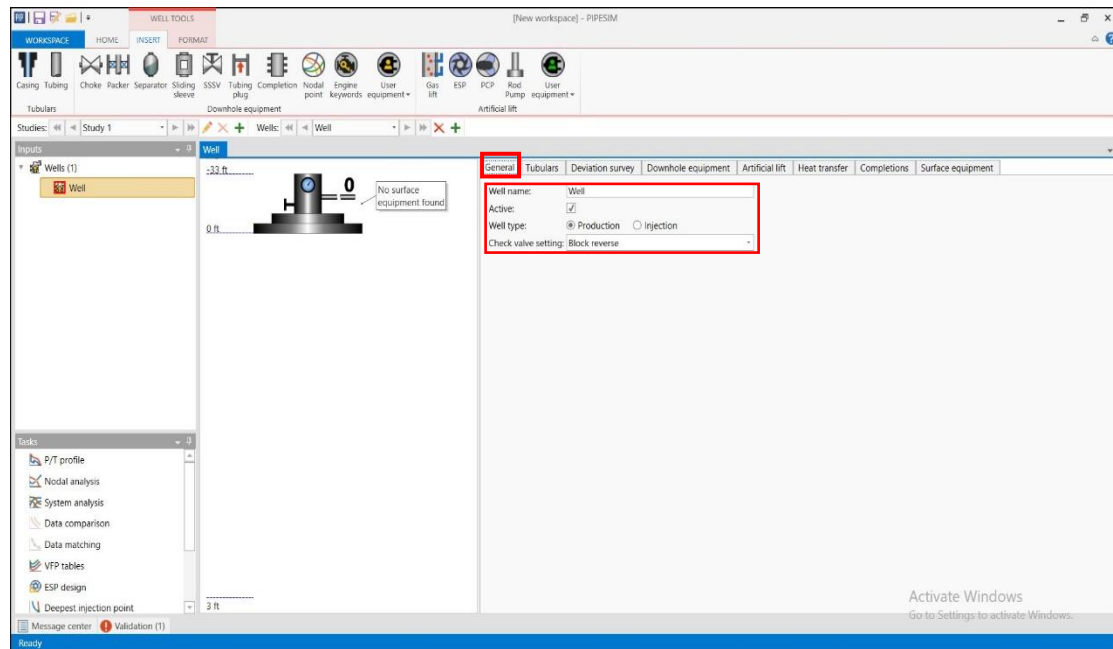 PIP
WELL TOOLS
[New workspace] - PIPESIM
WORKSPACE HOME INSERT FORMAT
Casing Tubing Choke Packer Separator Sliding sleeve SSSV Tubing plug Completion Nodal point Engine keywords User equipment Gas lift ESP PCP Rod Pump User equipment
Tubulars Downhole equipment Artificial lift
Studies: Study 1 Wells: Well
Inputs
Well
Wells (1)
Well
-33 ft
0
No surface
equipment found
0 ft
3 ft
General Tubulars Deviation survey Downhole equipment Artificial lift Heat transfer Completions Surface equipment
Well name: Well
Active:
Well type: Production Injection
Check valve setting: Block reverse
Tasks
P/T profile
Nodal analysis
System analysis
Data comparison
Data matching
VFP tables
ESP design
Deepest injection point
Activate Windows
Go to Settings to activate Windows.
Message center Validation (1)
Ready